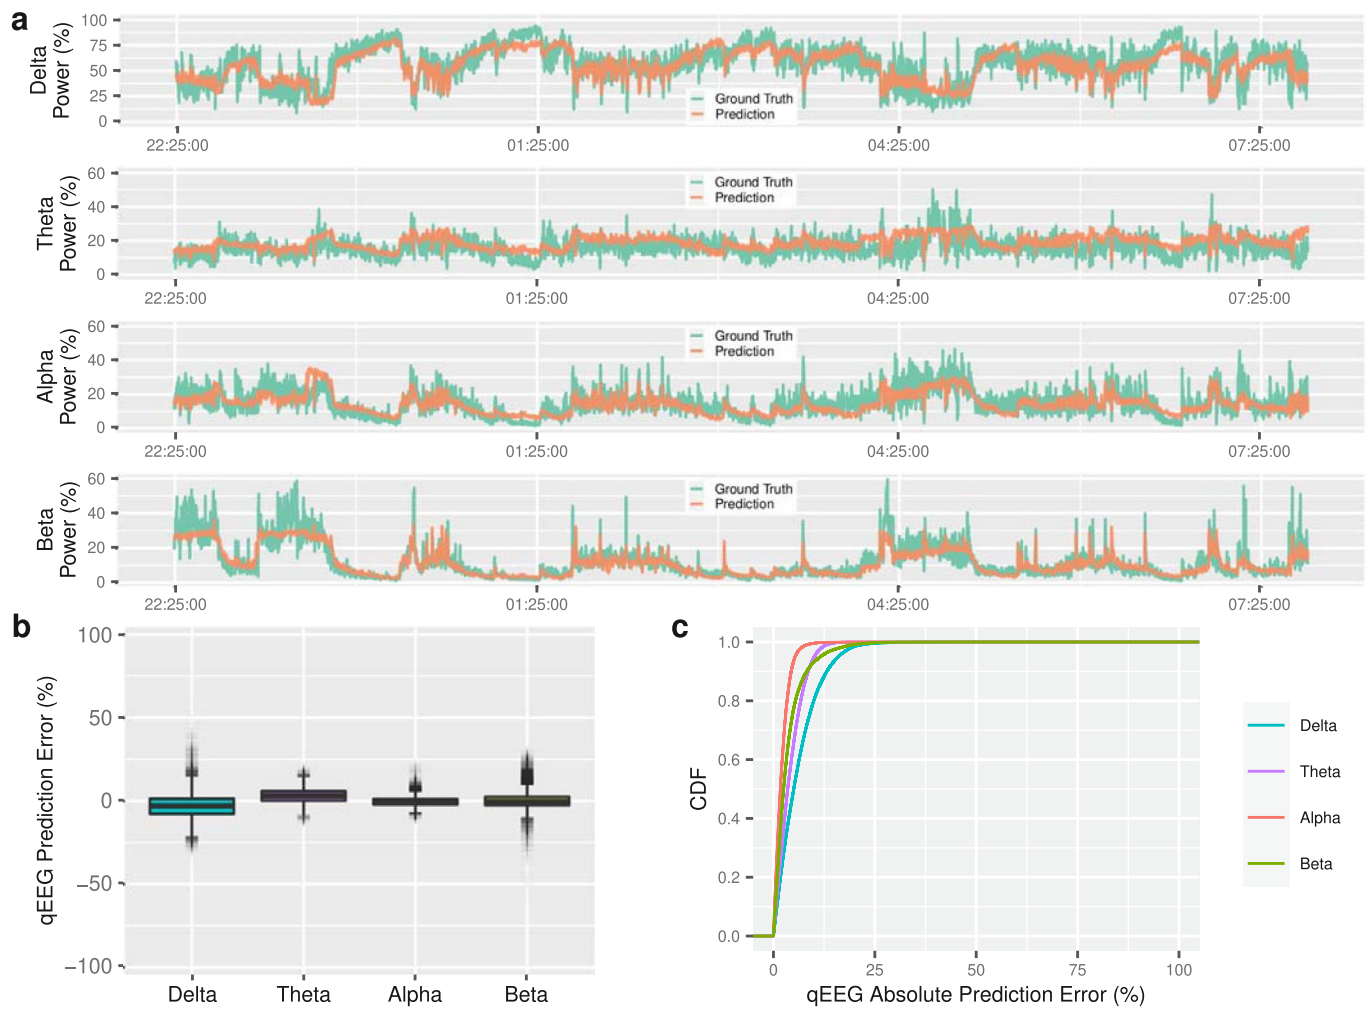 a
Delta
Power (%)
100
75
50
25
0
Ground Truth
Prediction
22:25:00
01:25:00
04:25:00
07:25:00
Theta
Power (%)
60
40
20
0
Ground Truth
Prediction
22:25:00
01:25:00
04:25:00
07:25:00
Alpha
Power (%)
60
40
20
0
Ground Truth
Prediction
22:25:00
01:25:00
04:25:00
07:25:00
Beta
Power (%)
60
40
20
0
Ground Truth
Prediction
22:25:00
01:25:00
04:25:00
07:25:00
b
qEEG Prediction Error (%)
100
50
0
−50
−100
Delta
Theta
Alpha
Beta
c
CDF
1.0
0.8
0.6
0.4
0.2
0.0
0
25
50
75
100
qEEG Absolute Prediction Error (%)
Delta
Theta
Alpha
Beta